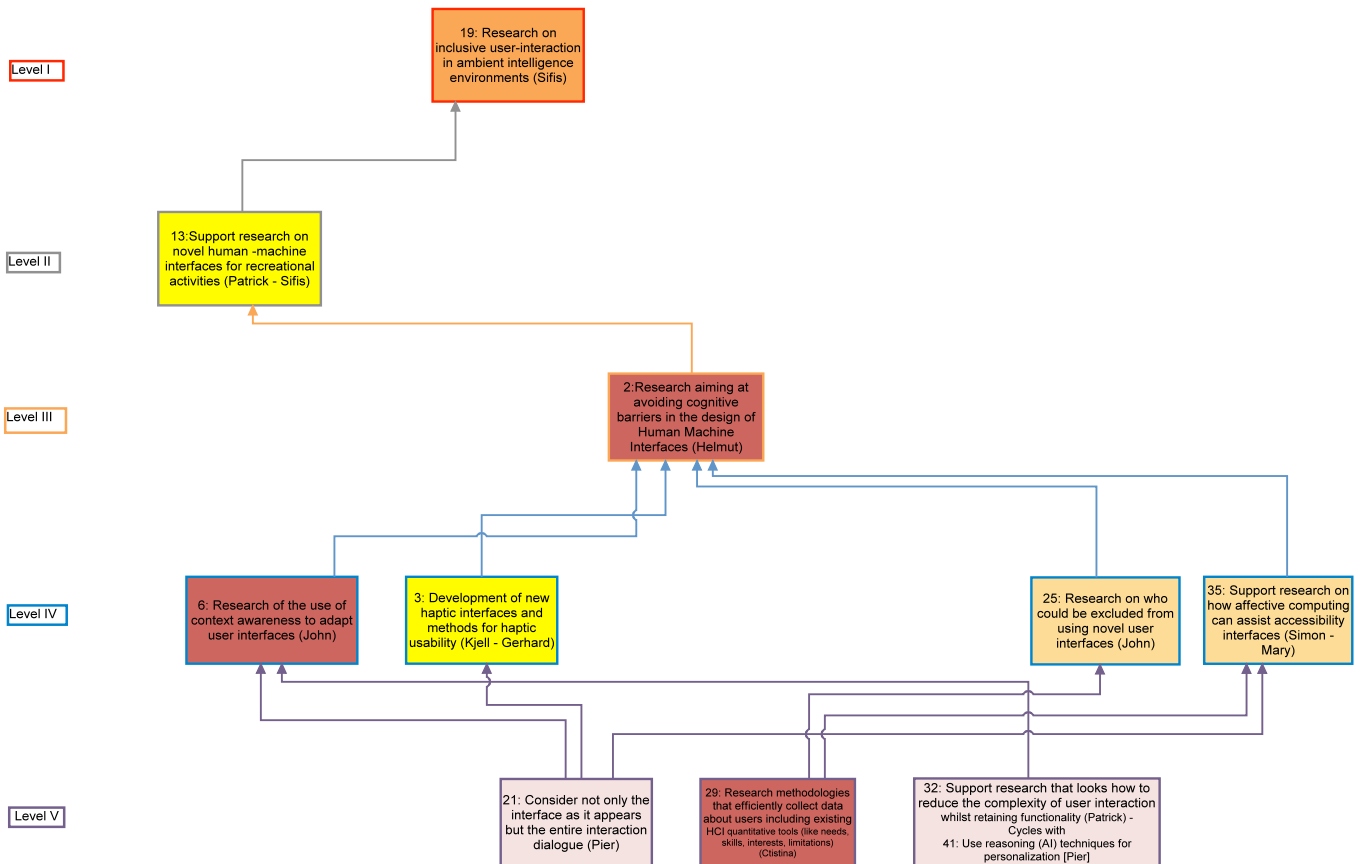 19: Research on
inclusive user-interaction
in ambient intelligence
environments (Sifis)
Level I
13:Support research on
novel human -machine
interfaces for recreational
activities (Patrick - Sifis)
Level II
2:Research aiming at
avoiding cognitive
barriers in the design of
Human Machine
Interfaces (Helmut)
Level III
6: Research of the use of
context awareness to adapt
user interfaces (John)
3: Development of new
haptic interfaces and
methods for haptic
usability (Kjell - Gerhard)
25: Research on who
could be excluded from
using novel user
interfaces (John)
35: Support research on
how affective computing
can assist accessibility
interfaces (Simon -
Mary)
Level IV
21: Consider not only the
interface as it appears
but the entire interaction
dialogue (Pier)
29: Research methodologies
that efficiently collect data
about users including existing
HCI quantitative tools (like needs,
skills, interests, limitations)
(Ctistina)
32: Support research that looks how to
reduce the complexity of user interaction
whilst retaining functionality (Patrick) -
Cycles with
41: Use reasoning (AI) techniques for
personalization [Pier]
Level V